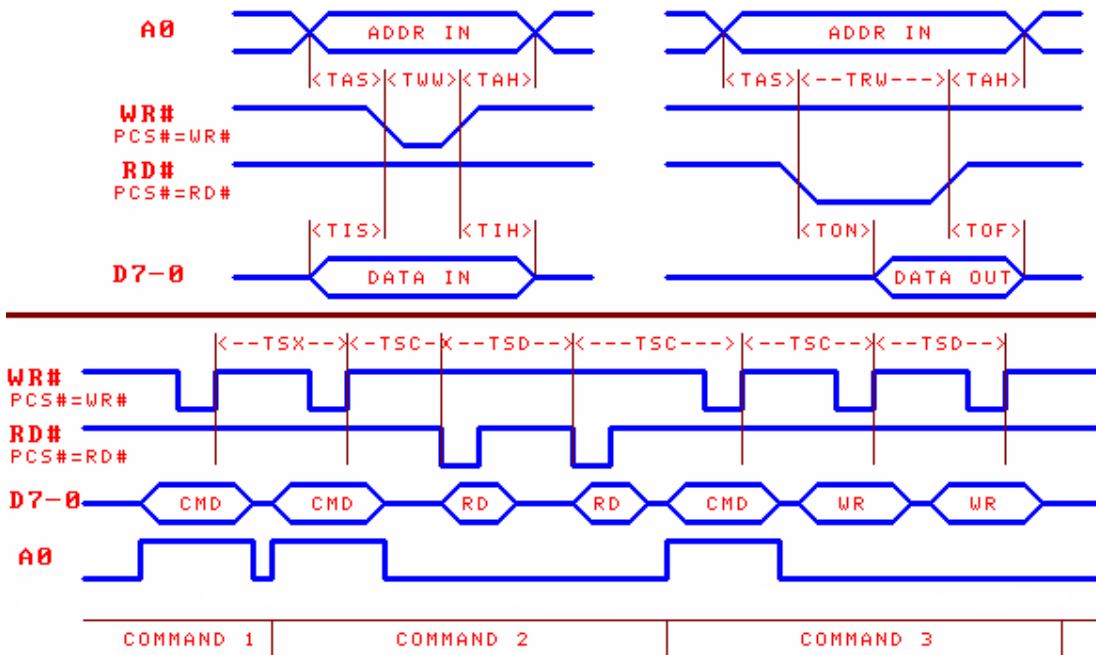 A0 ADDR IN ADDR IN
<TAS><TWW><TAH> <TAS><--TRW---><TAH>
WR#
PCS#=WR#
RD#
PCS#=RD#
<TIS> <TIH> <TON> <TOF>
D7-0 DATA IN DATA OUT
<--TSX--> <-TSC-> <--TSD--> <---TSC---> <--TSC--> <--TSD-->
WR#
PCS#=WR#
RD#
PCS#=RD#
D7-0 CMD CMD RD RD CMD WR WR
A0
COMMAND 1 COMMAND 2 COMMAND 3